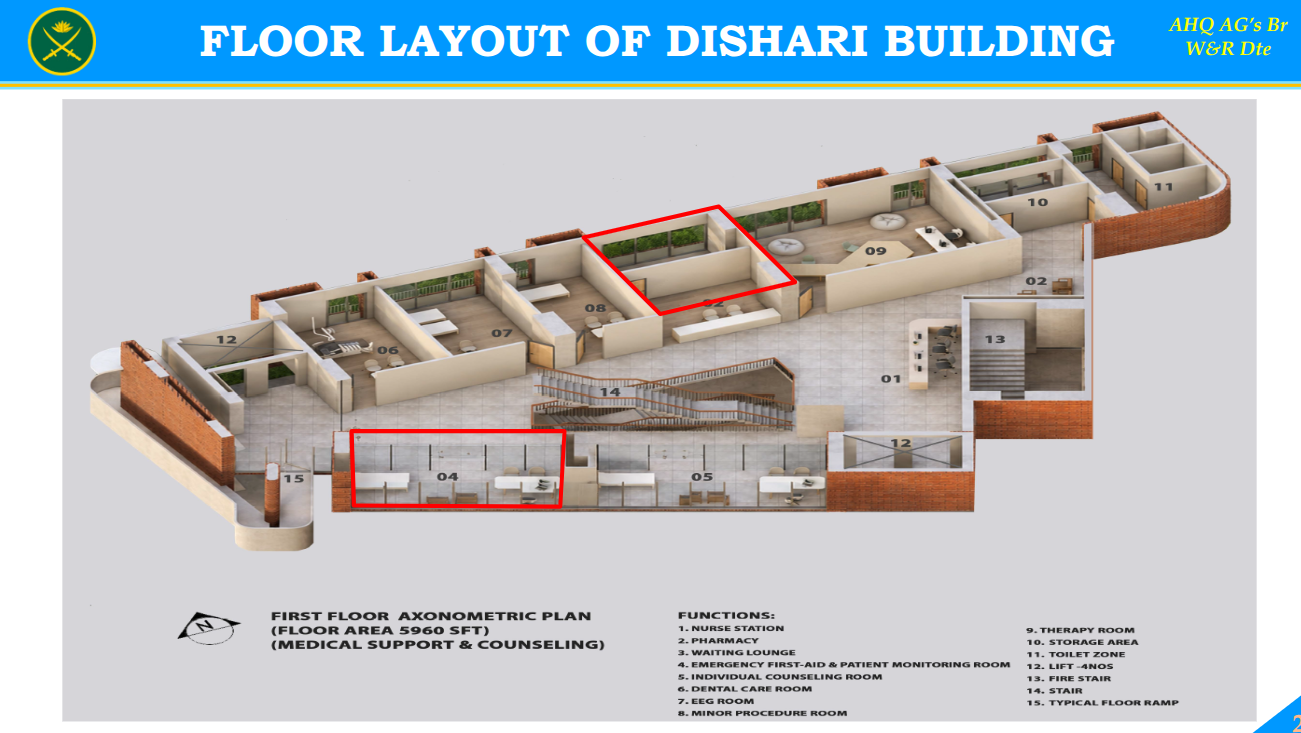 FLOOR LAYOUT OF DISHARI BUILDING
AHQ AG's Br
W&R Dte
11
10
09
02
08
02
12
07
06
13
01
14
12
04
05
15
N
FIRST FLOOR AXONOMETRIC PLAN
(FLOOR AREA 5960 SFT)
(MEDICAL SUPPORT & COUNSELING)
FUNCTIONS:
1. NURSE STATION
2. PHARMACY
3. WAITING LOUNGE
4. EMERGENCY FIRST-AID & PATIENT MONITORING ROOM
5. INDIVIDUAL COUNSELING ROOM
6. DENTAL CARE ROOM
7. EEG ROOM
8. MINOR PROCEDURE ROOM
9. THERAPY ROOM
10. STORAGE AREA
11. TOILET ZONE
12. LIFT -4NOS
13. FIRE STAIR
14. STAIR
15. TYPICAL FLOOR RAMP
2